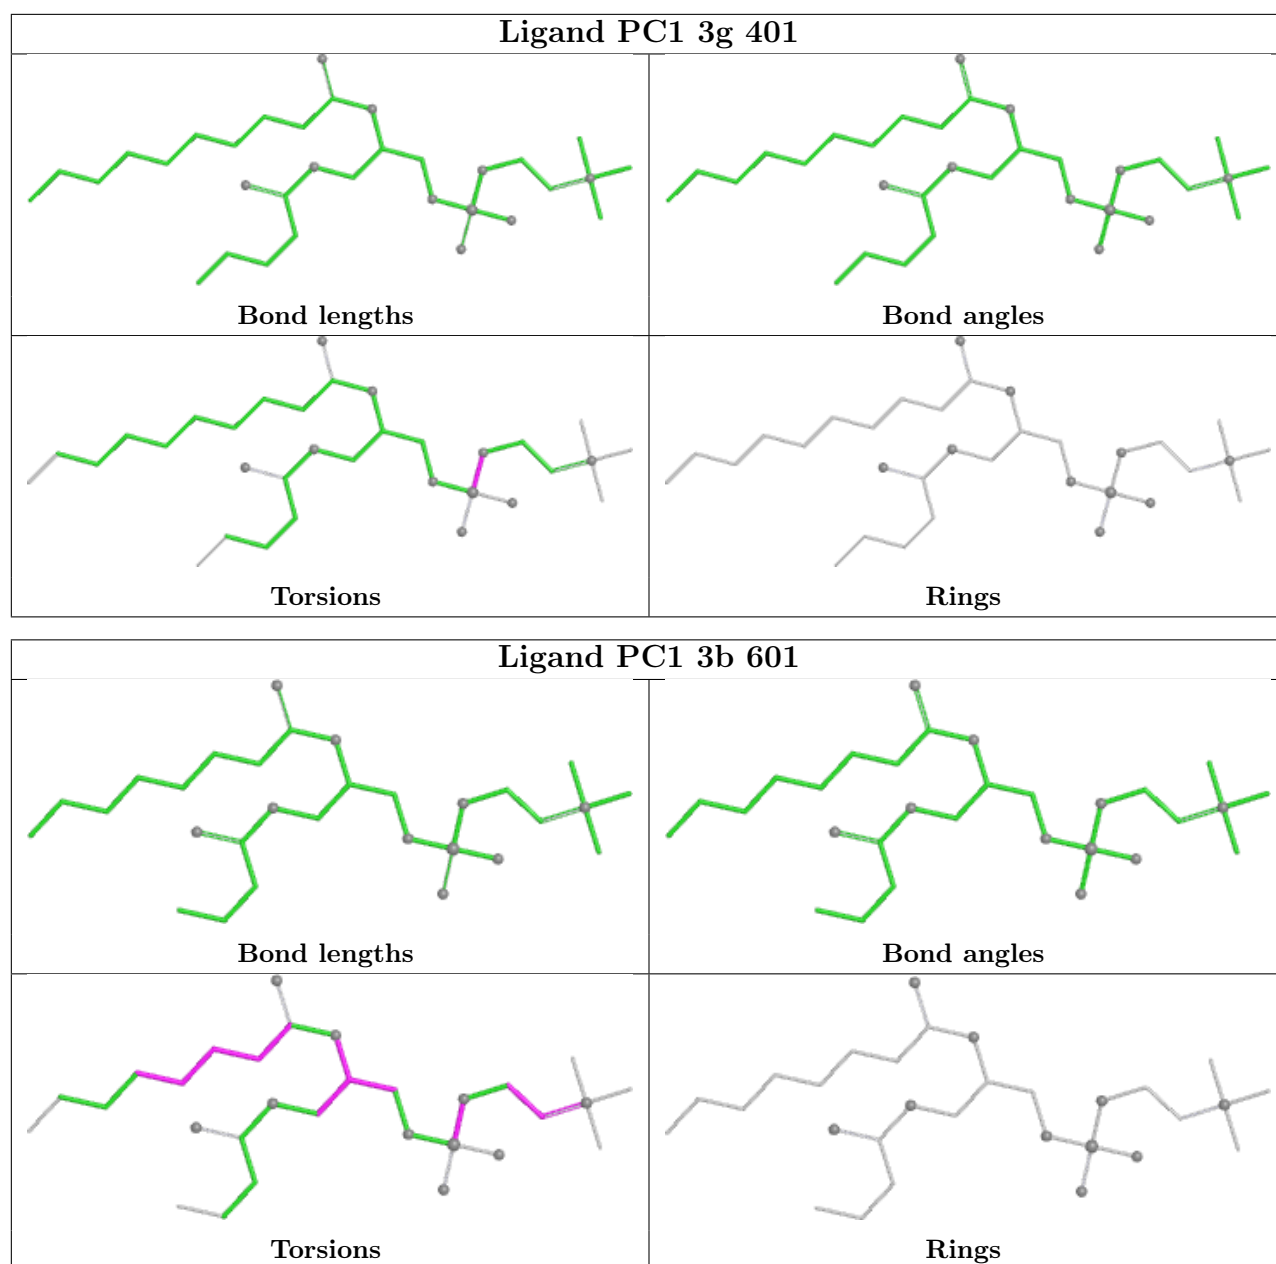 Ligand PC1 3g 401
Bond lengths
Bond angles
Torsions
Rings
Ligand PC1 3b 601
Bond lengths
Bond angles
Torsions
Rings